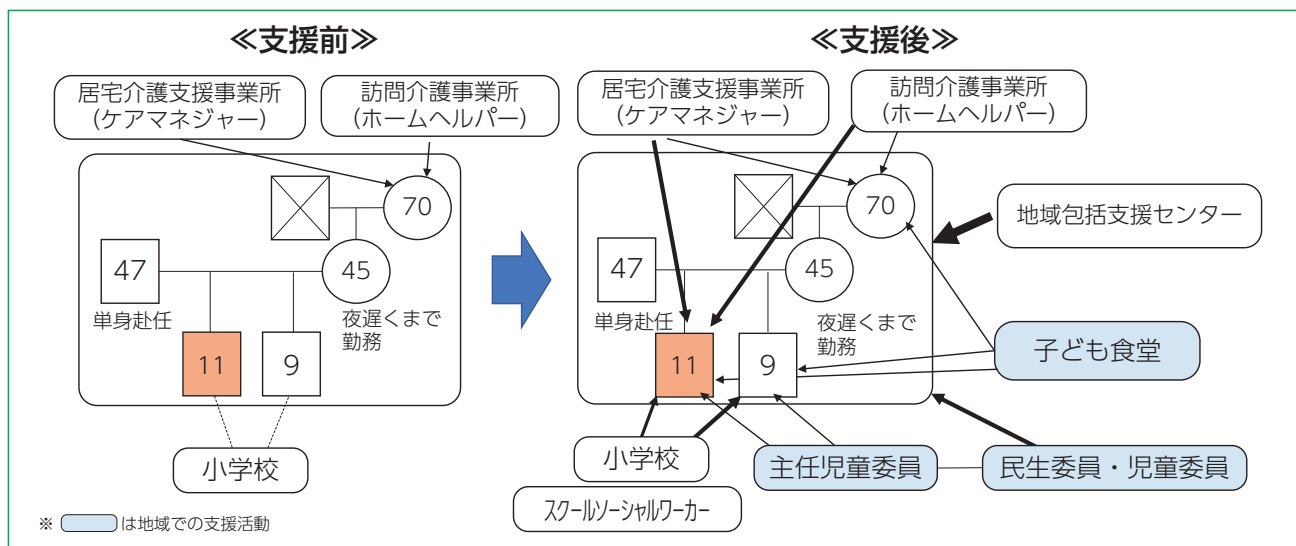 ≪支援前≫
居宅介護支援事業所
(ケアマネジャー)
訪問介護事業所
(ホームヘルパー)
70
47
45
単身赴任
夜遅くまで
勤務
11
9
小学校
※ は地域での支援活動
≪支援後≫
居宅介護支援事業所
(ケアマネジャー)
訪問介護事業所
(ホームヘルパー)
70
地域包括支援センター
47
45
単身赴任
夜遅くまで
勤務
子ども食堂
11
9
小学校
主任児童委員
民生委員・児童委員
スクールソーシャルワーカー